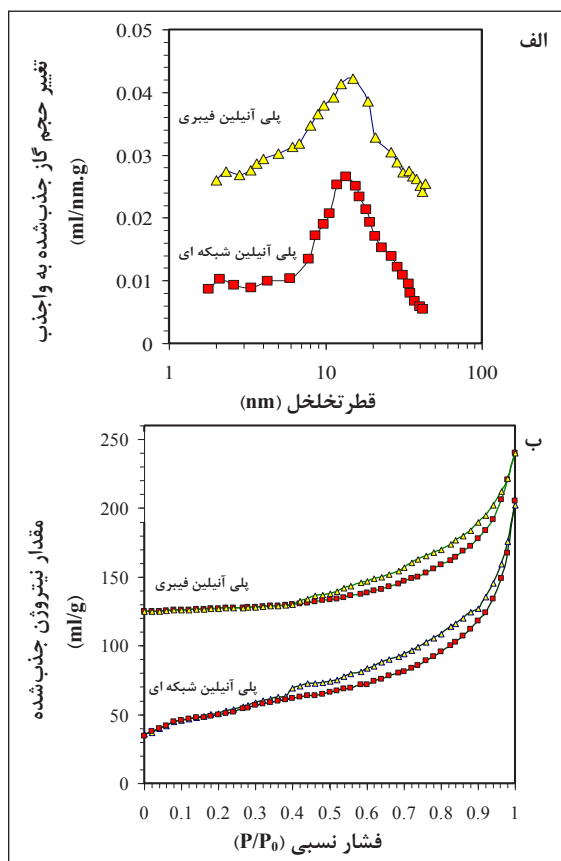 الف
تغییر حجم گاز جذب‌شده به واجذب
(ml/nm.g)
0.05
0.04
0.03
0.02
0.01
0
پلی آنیلین فیبری
پلی آنیلین شبکه ای
1
10
100
قطر تخلخل (nm)
ب
مقدار نیتروژن جذب‌شده
(ml/g)
250
200
150
100
50
0
پلی آنیلین فیبری
پلی آنیلین شبکه ای
0
0.1
0.2
0.3
0.4
0.5
0.6
0.7
0.8
0.9
1
فشار نسبی (P/P₀)